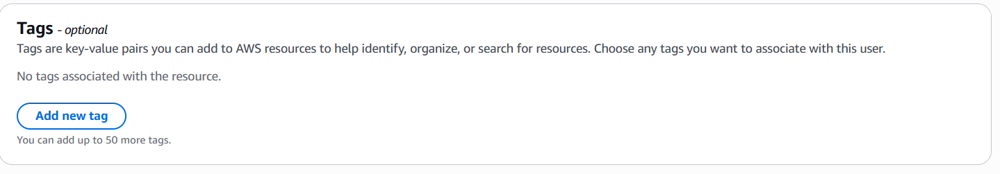 Tags - optional
Tags are key-value pairs you can add to AWS resources to help identify, organize, or search for resources. Choose any tags you want to associate with this user.
No tags associated with the resource.
Add new tag
You can add up to 50 more tags.